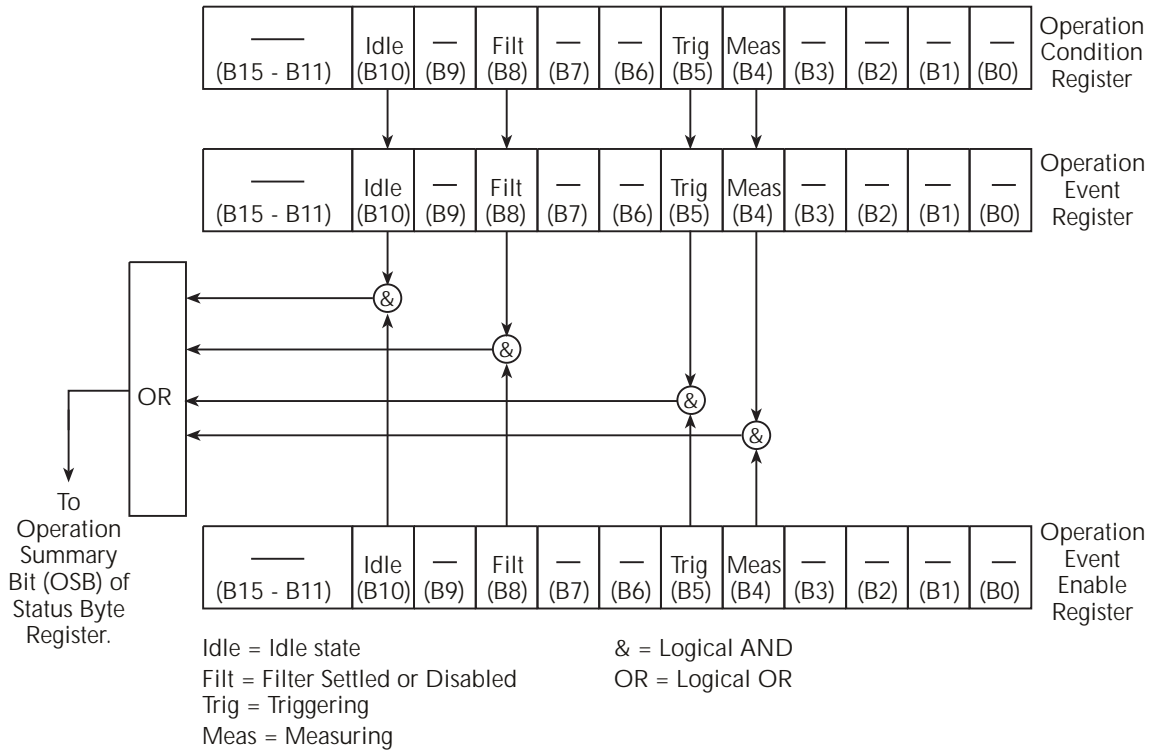 Idle Filt Trig Meas
(B15 - B11) (B10) (B9) (B8) (B7) (B6) (B5) (B4) (B3) (B2) (B1) (B0)
Operation
Condition
Register
Idle Filt Trig Meas
(B15 - B11) (B10) (B9) (B8) (B7) (B6) (B5) (B4) (B3) (B2) (B1) (B0)
Operation
Event
Register
&
&
OR
&
&
To
Operation
Summary
Bit (OSB) of
Status Byte
Register.
Idle Filt Trig Meas
(B15 - B11) (B10) (B9) (B8) (B7) (B6) (B5) (B4) (B3) (B2) (B1) (B0)
Operation
Event
Enable
Register
Idle = Idle state
Filt = Filter Settled or Disabled
Trig = Triggering
Meas = Measuring
& = Logical AND
OR = Logical OR